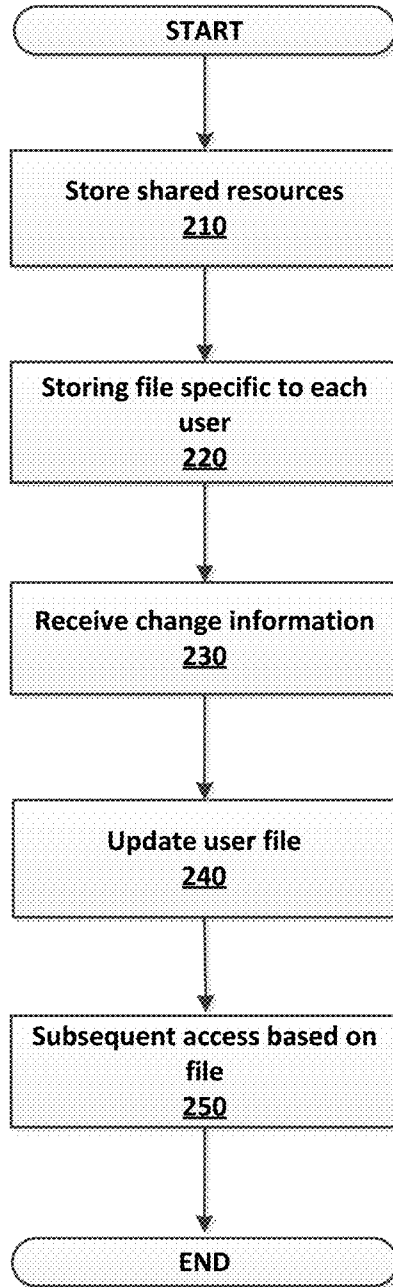 START
Store shared resources
210
Storing file specific to each
user
220
Receive change information
230
Update user file
240
Subsequent access based on
file
250
END